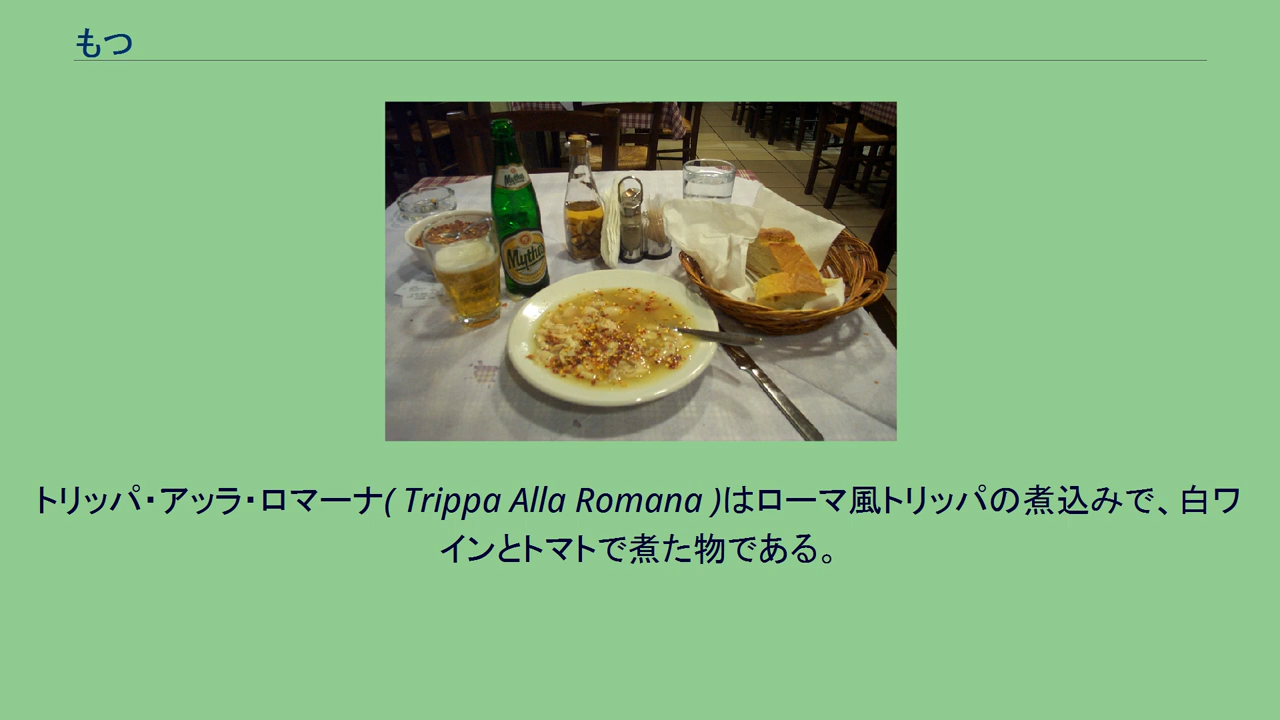 もつ
Mythos
トリッパ・アッラ・ロマーナ( Trippa Alla Romana )はローマ風トリッパの煮込みで、白ワ
インとトマトで煮た物である。